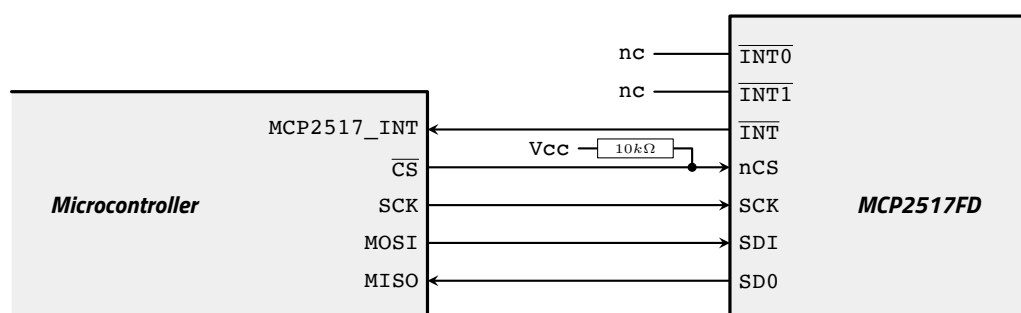 nc INT0
nc INT1
MCP2517_INT INT
Vcc 10kΩ
CS nCS
Microcontroller SCK SCK MCP2517FD
MOSI SDI
MISO SD0